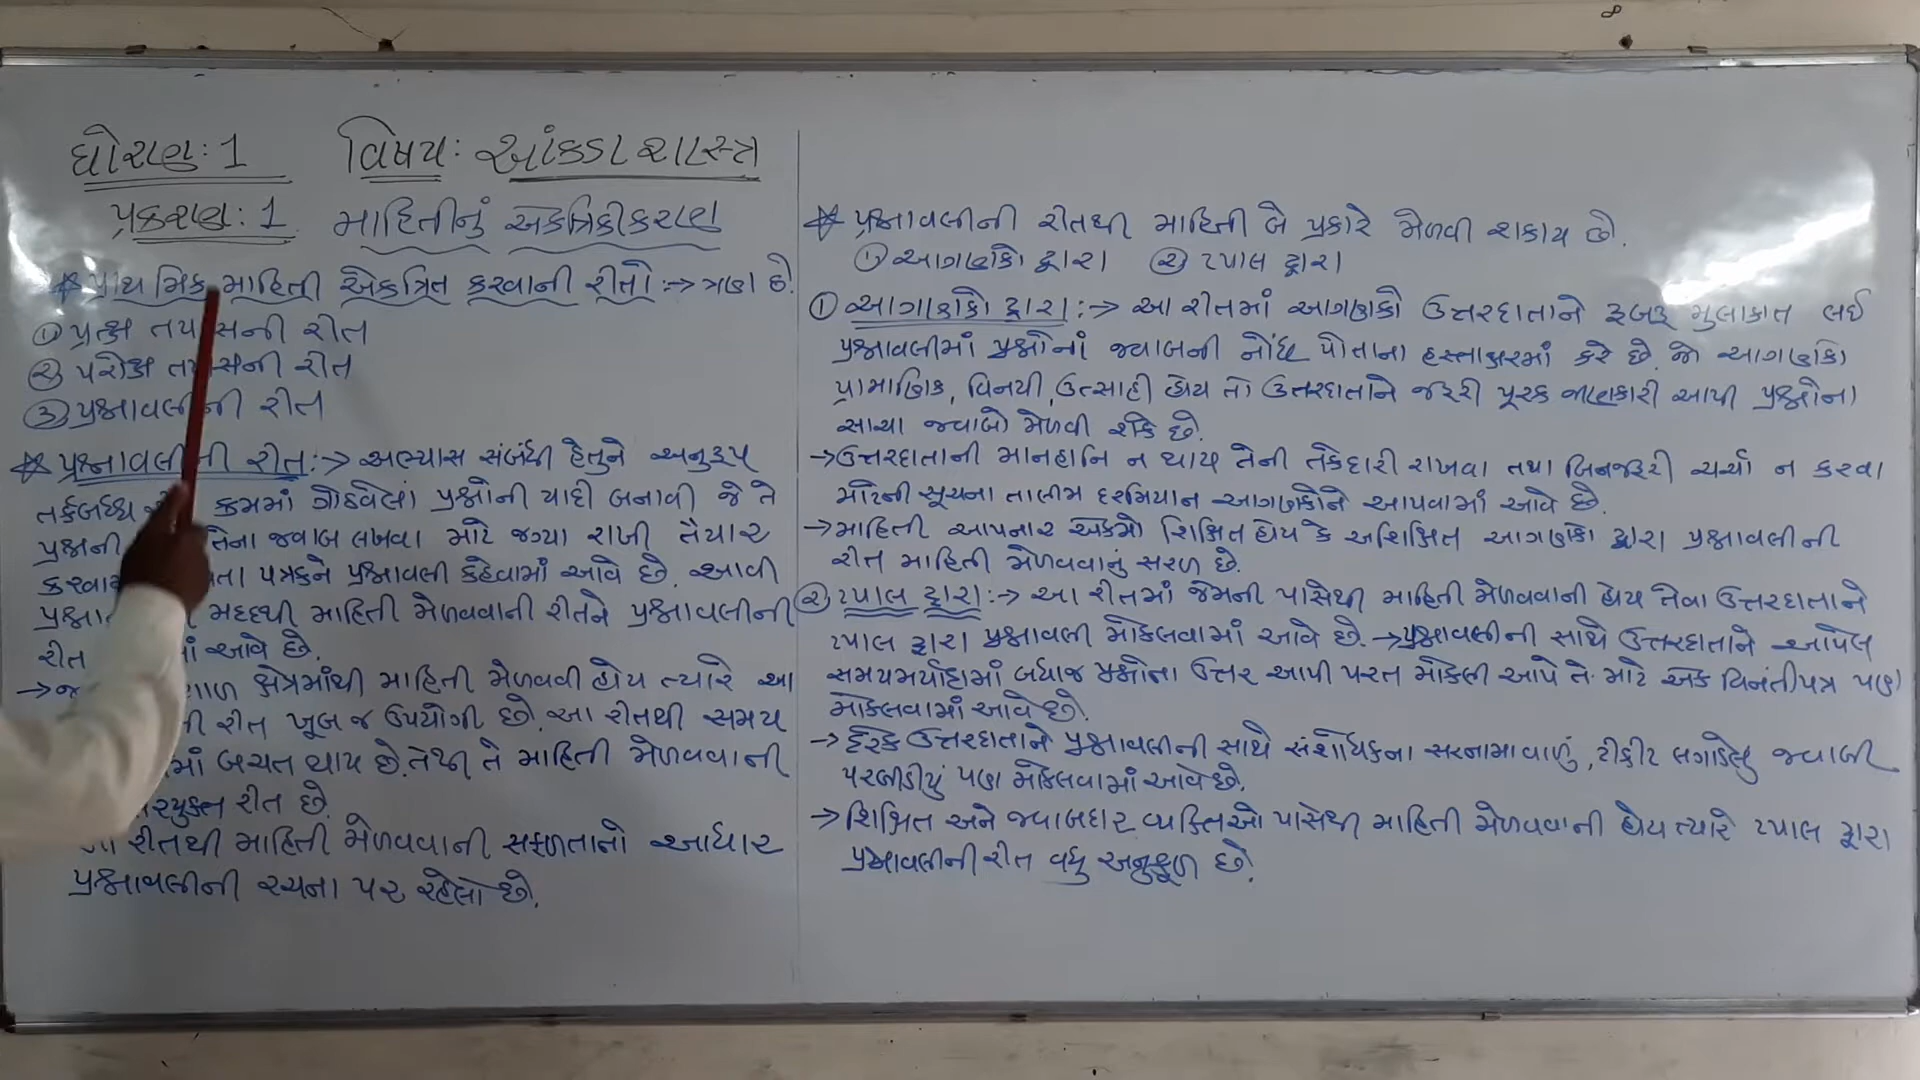 ધોરણ: 1 વિષય: આંકડાશાસ્ત્ર
પ્રકરણ: 1 માહિતીનું એકત્રિકીકરણ
* પ્રાથમિક માહિતી એકત્રિત કરવાની રીતો :→ ત્રણ છે.
① પ્રત્યક્ષ તપાસની રીત
② પરોક્ષ તપાસની રીત
③ પ્રશ્નાવલીની રીત
* પ્રશ્નાવલીની રીત :→ અભ્યાસ સંબંધી હેતુને અનુરૂપ
તર્કબધ્ધ ક્રમમાં ગોઠવેલાં પ્રશ્નોની યાદી બનાવી જે તે
પ્રશ્નની તેના જવાબ લખવા માટે જગ્યા રાખી તૈયાર
પત્રકને પ્રશ્નાવલી કહેવામાં આવે છે. આવી
મદદથી માહિતી મેળવવાની રીતને પ્રશ્નાવલીની
રીત આવે છે.
→ ક્ષેત્રમાંથી માહિતી મેળવવી હોય ત્યારે આ
રીત ખૂબ જ ઉપયોગી છે. આ રીતથી સમય
બચત થાય છે. તેથી તે માહિતી મેળવવાની
રીત છે.
રીતથી માહિતી મેળવવાની સફળતાનો આધાર
પ્રશ્નાવલીની રચના પર રહેલો છે.
* પ્રશ્નાવલીની રીતથી માહિતી બે પ્રકારે મેળવી શકાય છે.
① આગણકો દ્વારા ② ટપાલ દ્વારા
① આગણકો દ્વારા :→ આ રીતમાં આગણકો ઉત્તરદાતાને રૂબરૂ મુલાકાત લઈ
પ્રશ્નાવલીમાં પ્રશ્નોનાં જવાબની નોંધ પોતાના હસ્તાક્ષરમાં કરે છે. જો આગણકો
પ્રામાણિક, વિનયી, ઉત્સાહી હોય તો ઉત્તરદાતાને જરૂરી પૂરક જાણકારી આપી પ્રશ્નોના
સાચા જવાબો મેળવી શકે છે.
→ ઉત્તરદાતાની માનહાનિ ન થાય તેની તકેદારી રાખવા તથા બિનજરૂરી ચર્ચા ન કરવા
માટેની સૂચના તાલીમ દરમિયાન આગણકોને આપવામાં આવે છે.
→ માહિતી આપનાર એકમો શિક્ષિત હોય કે અશિક્ષિત આગણકો દ્વારા પ્રશ્નાવલીની
રીત માહિતી મેળવવાનું સરળ છે.
② ટપાલ દ્વારા :→ આ રીતમાં જેમની પાસેથી માહિતી મેળવવાની હોય તેવા ઉત્તરદાતાને
ટપાલ દ્વારા પ્રશ્નાવલી મોકલવામાં આવે છે. → પ્રશ્નાવલીની સાથે ઉત્તરદાતાને આપેલ
સમયમર્યાદામાં બધાજ પ્રશ્નોના ઉત્તર આપી પરત મોકલી આપે તે માટે એક વિનંતીપત્ર પણ
મોકલવામાં આવે છે.
→ દરેક ઉત્તરદાતાને પ્રશ્નાવલીની સાથે સંશોધકના સરનામાવાળું, ટીકીટ લગાડેલુ જવાબી
પરબીડીયું પણ મોકલવામાં આવે છે.
→ શિક્ષિત અને જવાબદાર વ્યક્તિઓ પાસેથી માહિતી મેળવવાની હોય ત્યારે ટપાલ દ્વારા
પ્રશ્નાવલીની રીત વધુ અનુકૂળ છે.